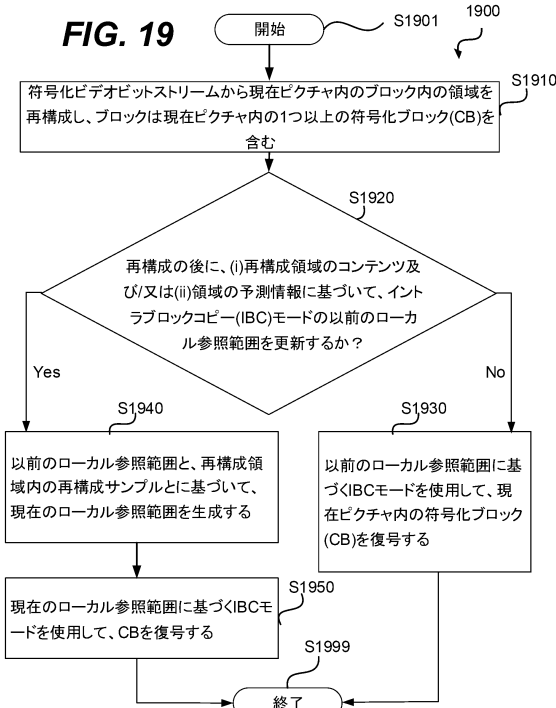 FIG. 19
開始
S1901
1900
S1910
符号化ビデオビットストリームから現在ピクチャ内のブロック内の領域を
再構成し、ブロックは現在ピクチャ内の1つ以上の符号化ブロック(CB)を
含む
S1920
再構成の後に、(i)再構成領域のコンテンツ及
び/又は(ii)領域の予測情報に基づいて、イント
ラブロックコピー(IBC)モードの以前のローカ
ル参照範囲を更新するか？
Yes
No
S1940
以前のローカル参照範囲と、再構成領
域内の再構成サンプルとに基づいて、
現在のローカル参照範囲を生成する
S1930
以前のローカル参照範囲に基
づくIBCモードを使用して、現
在ピクチャ内の符号化ブロック
(CB)を復号する
S1950
現在のローカル参照範囲に基づくIBCモ
ードを使用して、CBを復号する
S1999
終了